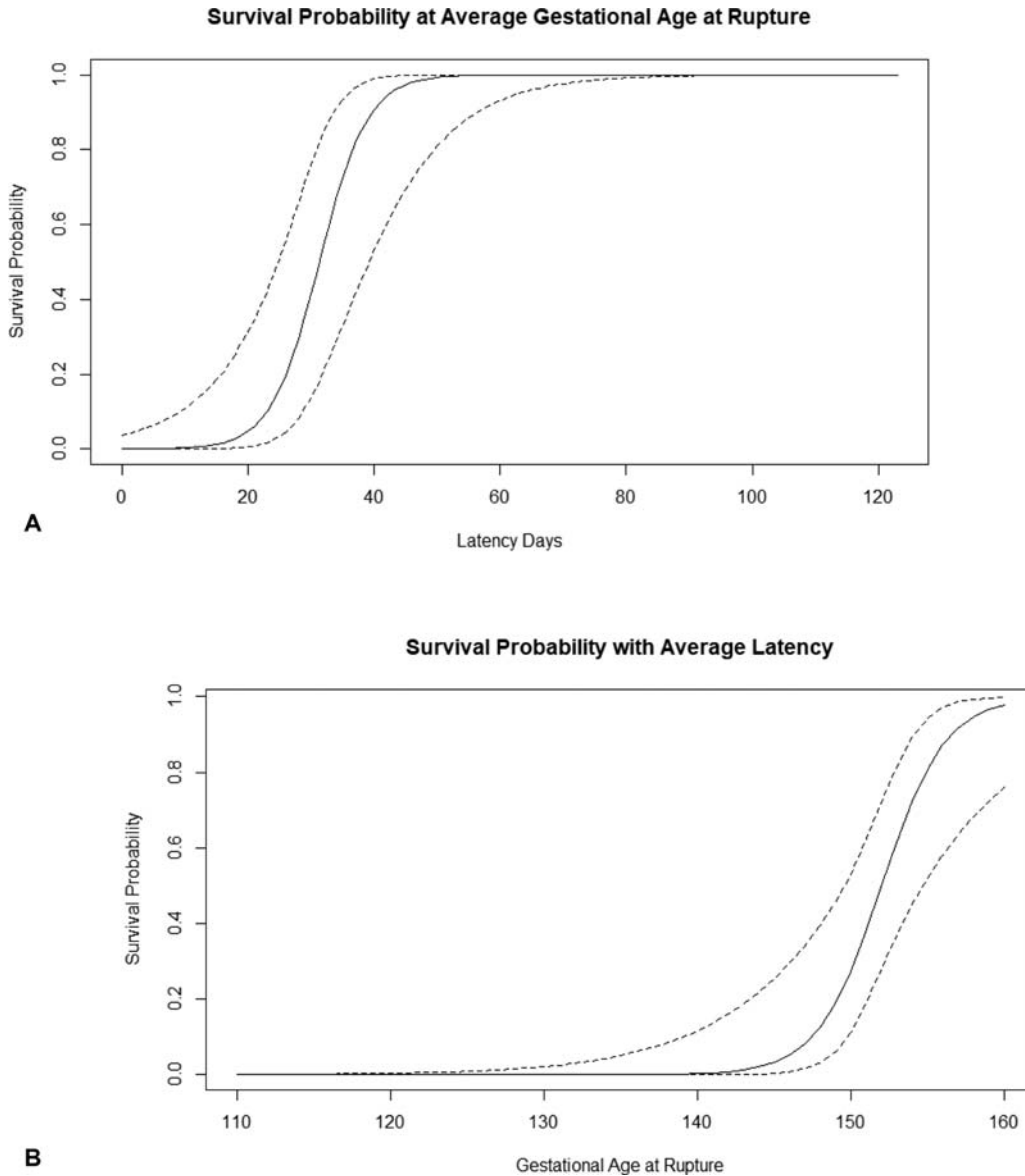 Survival Probability at Average Gestational Age at Rupture
1.0
0.8
0.6
0.4
0.2
0.0
Survival Probability
0 20 40 60 80 100 120
Latency Days
A
Survival Probability with Average Latency
1.0
0.8
0.6
0.4
0.2
0.0
Survival Probability
110 120 130 140 150 160
Gestational Age at Rupture
B